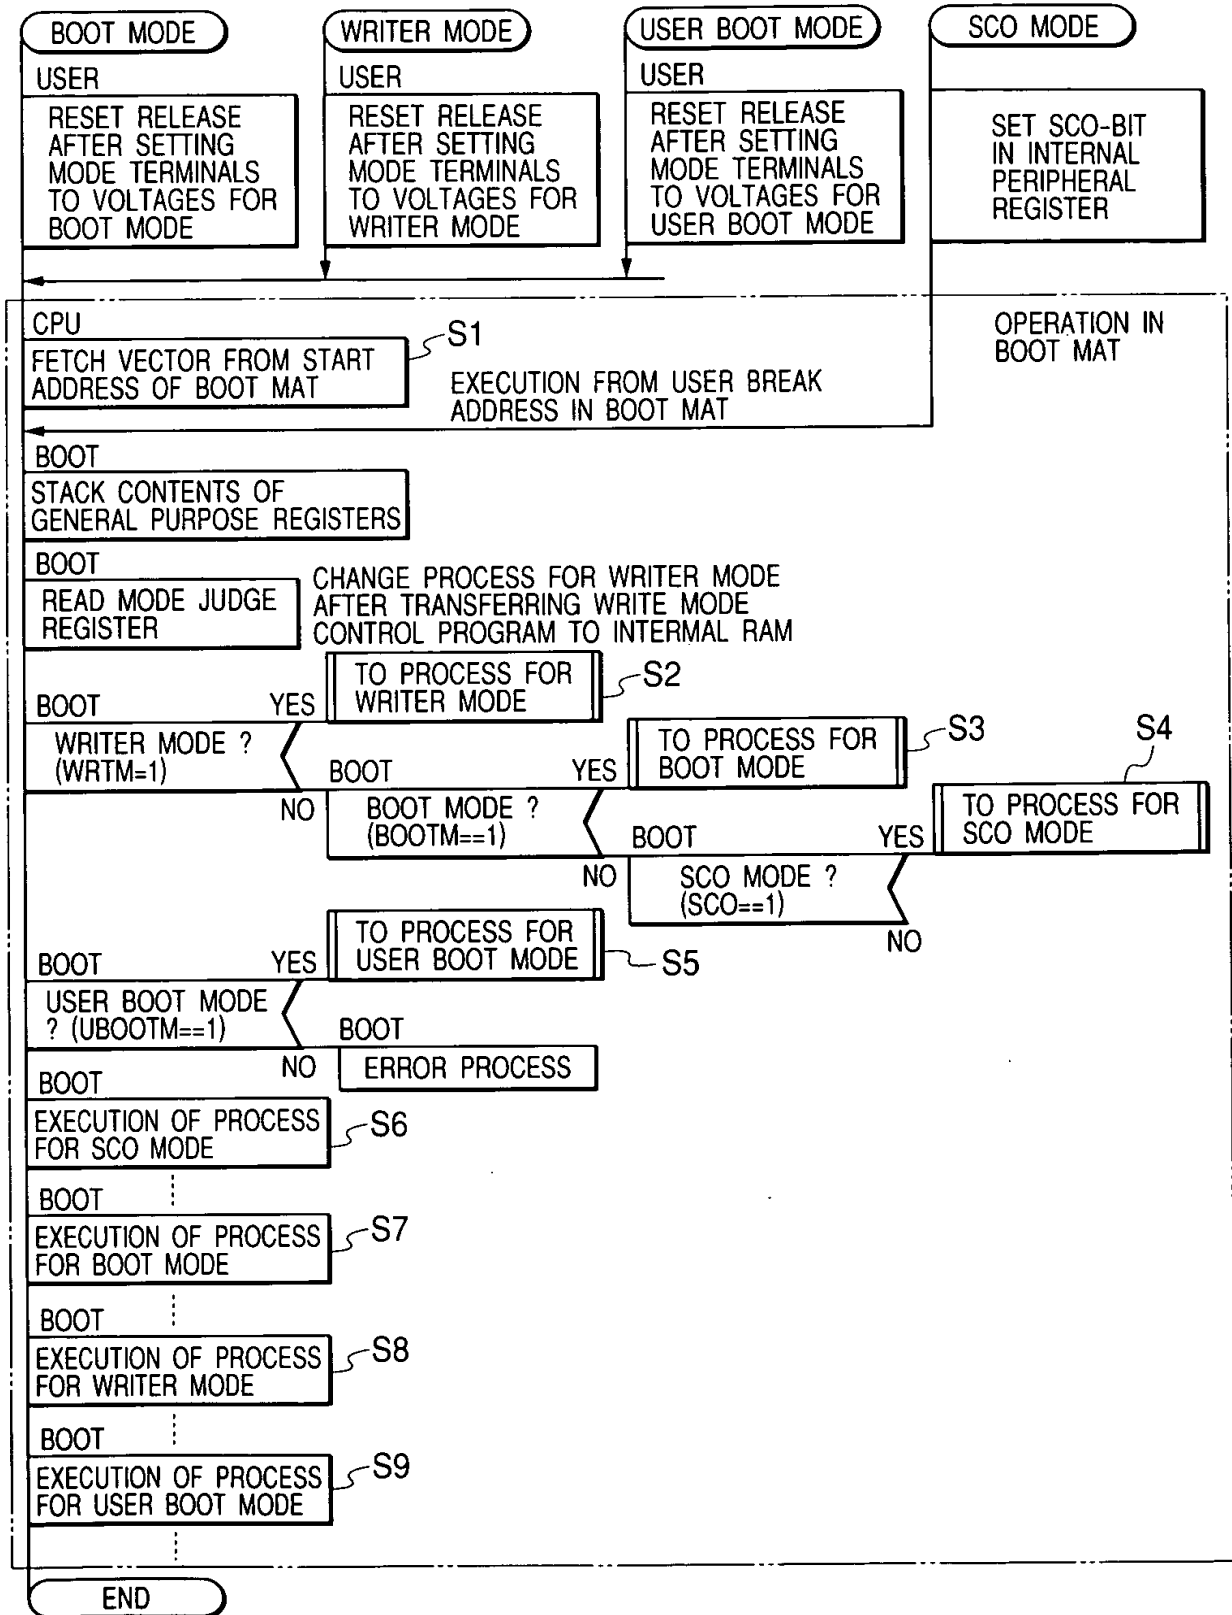 BOOT MODE
WRITER MODE
USER BOOT MODE
SCO MODE
USER
RESET RELEASE
AFTER SETTING
MODE TERMINALS
TO VOLTAGES FOR
BOOT MODE
USER
RESET RELEASE
AFTER SETTING
MODE TERMINALS
TO VOLTAGES FOR
WRITER MODE
USER
RESET RELEASE
AFTER SETTING
MODE TERMINALS
TO VOLTAGES FOR
USER BOOT MODE
SET SCO-BIT
IN INTERNAL
PERIPHERAL
REGISTER
OPERATION IN
BOOT MAT
CPU
FETCH VECTOR FROM START
ADDRESS OF BOOT MAT
S1
EXECUTION FROM USER BREAK
ADDRESS IN BOOT MAT
BOOT
STACK CONTENTS OF
GENERAL PURPOSE REGISTERS
BOOT
READ MODE JUDGE
REGISTER
CHANGE PROCESS FOR WRITER MODE
AFTER TRANSFERRING WRITE MODE
CONTROL PROGRAM TO INTERMAL RAM
BOOT
YES
TO PROCESS FOR
WRITER MODE
S2
WRITER MODE ?
(WRTM=1)
NO
BOOT
YES
TO PROCESS FOR
BOOT MODE
S3
BOOT MODE ?
(BOOTM==1)
NO
BOOT
YES
TO PROCESS FOR
SCO MODE
S4
SCO MODE ?
(SCO==1)
NO
BOOT
YES
TO PROCESS FOR
USER BOOT MODE
S5
USER BOOT MODE
? (UBOOTM==1)
NO
BOOT
ERROR PROCESS
BOOT
EXECUTION OF PROCESS
FOR SCO MODE
S6
BOOT
EXECUTION OF PROCESS
FOR BOOT MODE
S7
BOOT
EXECUTION OF PROCESS
FOR WRITER MODE
S8
BOOT
EXECUTION OF PROCESS
FOR USER BOOT MODE
S9
END